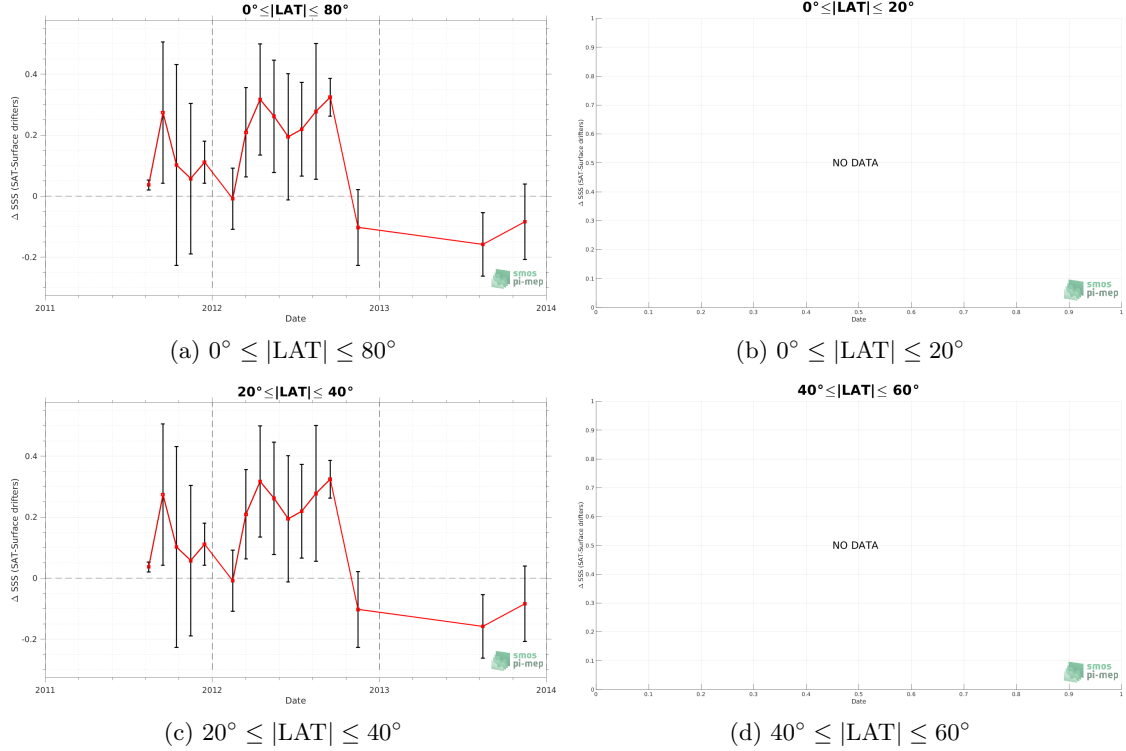 0°≤|LAT|≤ 80°
Δ SSS (SAT-Surface drifters)
0.4
0.2
0
-0.2
2011 2012 2013 2014
Date
smos
pi-mep
(a) 0° ≤ |LAT| ≤ 80°
0°≤|LAT|≤ 20°
Δ SSS (SAT-Surface drifters)
1
0.9
0.8
0.7
0.6
0.5
0.4
0.3
0.2
0.1
0
NO DATA
0 0.1 0.2 0.3 0.4 0.5 0.6 0.7 0.8 0.9 1
Date
smos
pi-mep
(b) 0° ≤ |LAT| ≤ 20°
20°≤|LAT|≤ 40°
Δ SSS (SAT-Surface drifters)
0.4
0.2
0
-0.2
2011 2012 2013 2014
Date
smos
pi-mep
(c) 20° ≤ |LAT| ≤ 40°
40°≤|LAT|≤ 60°
Δ SSS (SAT-Surface drifters)
1
0.9
0.8
0.7
0.6
0.5
0.4
0.3
0.2
0.1
0
NO DATA
0 0.1 0.2 0.3 0.4 0.5 0.6 0.7 0.8 0.9 1
Date
smos
pi-mep
(d) 40° ≤ |LAT| ≤ 60°